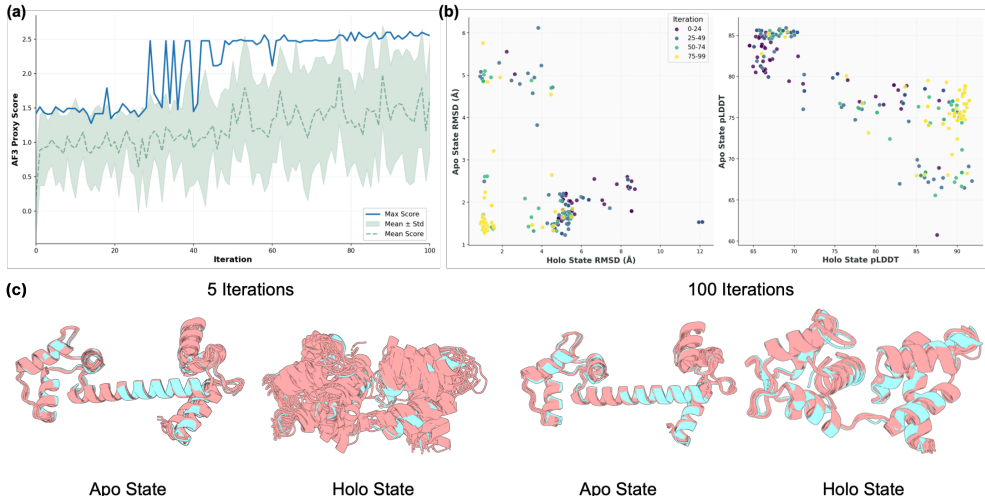 (a)
AF3 Proxy Score
2.5
2.0
1.5
1.0
0.5
0.0
0
20
40
60
80
100
Iteration
Max Score
Mean ± Std
Mean Score
(b)
Apo State RMSD (Å)
6
5
4
3
2
1
2
4
6
8
10
12
Holo State RMSD (Å)
Iteration
0-24
25-49
50-74
75-99
Apo State pLDDT
85
80
75
70
65
60
65
70
75
80
85
90
Holo State pLDDT
(c)
5 Iterations
100 Iterations
Apo State
Holo State
Apo State
Holo State